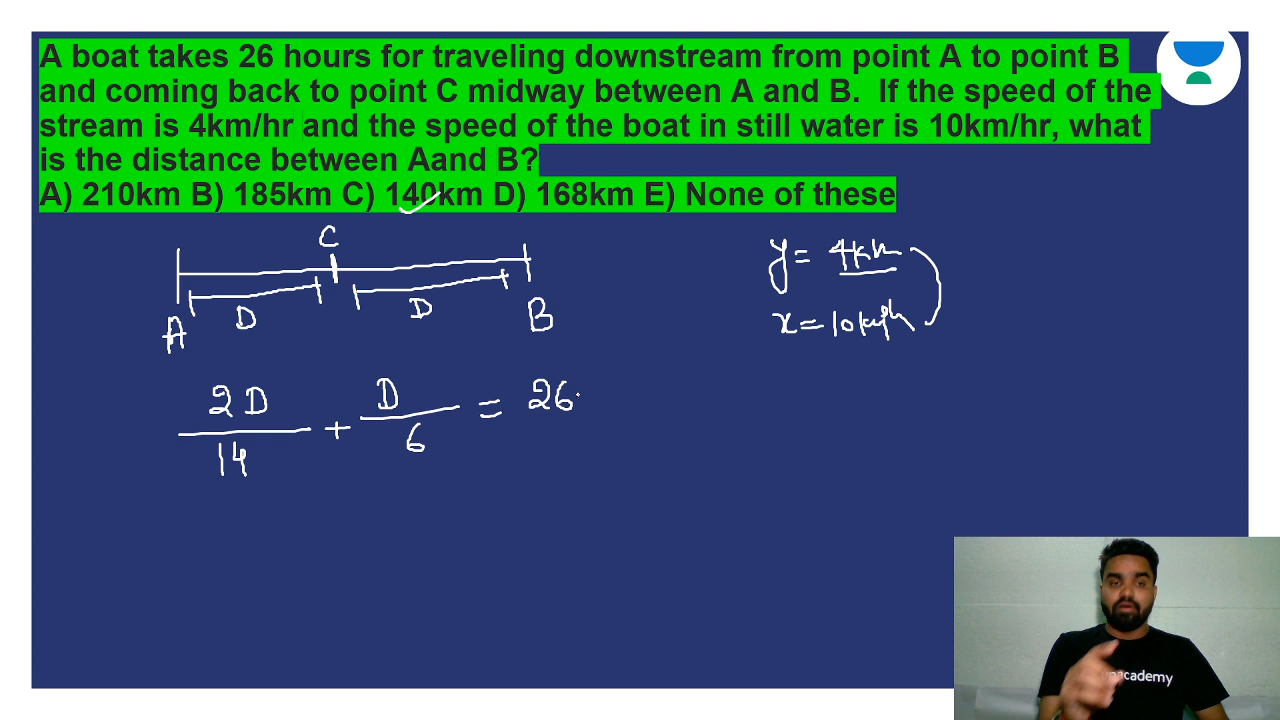 A boat takes 26 hours for traveling downstream from point A to point B
and coming back to point C midway between A and B. If the speed of the
stream is 4km/hr and the speed of the boat in still water is 10km/hr, what
is the distance between Aand B?
A) 210km B) 185km C) 140km D) 168km E) None of these
C
D D
A B
y = 4kh
x = 10kmph
2D/14 + D/6 = 26
academy